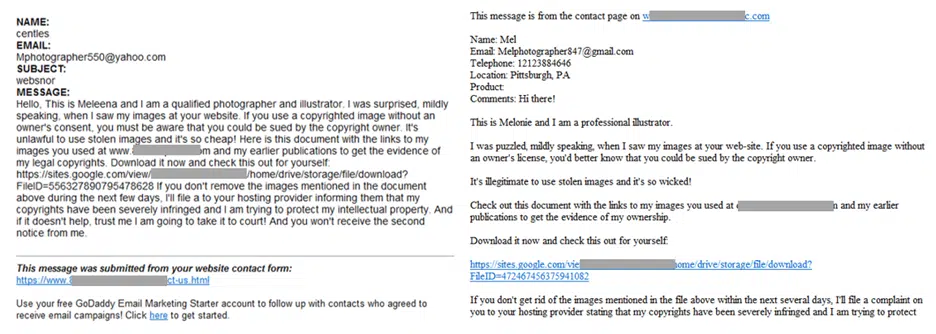 NAME:
centles
EMAIL:
Mphotographer550@yahoo.com
SUBJECT:
websnor
MESSAGE:
Hello, This is Meleena and I am a qualified photographer and illustrator. I was surprised, mildly
speaking, when I saw my images at your website. If you use a copyrighted image without an
owner's consent, you must be aware that you could be sued by the copyright owner. It's
unlawful to use stolen images and it's so cheap! Here is this document with the links to my
images you used at www. m and my earlier publications to get the evidence of
my legal copyrights. Download it now and check this out for yourself:
https://sites.google.com/view/ /home/drive/storage/file/download?
FileID=556327890795478628 If you don't remove the images mentioned in the document
above during the next few days, I'll file a to your hosting provider informing them that my
copyrights have been severely infringed and I am trying to protect my intellectual property. And
if it doesn't help, trust me I am going to take it to court! And you won't receive the second
notice from me.
This message was submitted from your website contact form:
https://www. ct-us.html
Use your free GoDaddy Email Marketing Starter account to follow up with contacts who agreed to
receive email campaigns! Click here to get started.
This message is from the contact page on w c.com
Name: Mel
Email: Melphotographer847@gmail.com
Telephone: 12123884646
Location: Pittsburgh, PA
Product:
Comments: Hi there!
This is Melonie and I am a professional illustrator.
I was puzzled, mildly speaking, when I saw my images at your web-site. If you use a copyrighted image without
an owner's license, you'd better know that you could be sued by the copyright owner.
It's illegitimate to use stolen images and it's so wicked!
Check out this document with the links to my images you used at n and my earlier
publications to get the evidence of my ownership.
Download it now and check this out for yourself:
https://sites.google.com/vie home/drive/storage/file/download?
FileID=472467456375941082
If you don't get rid of the images mentioned in the file above within the next several days, I'll file a complaint on
you to your hosting provider stating that my copyrights have been severely infringed and I am trying to protect